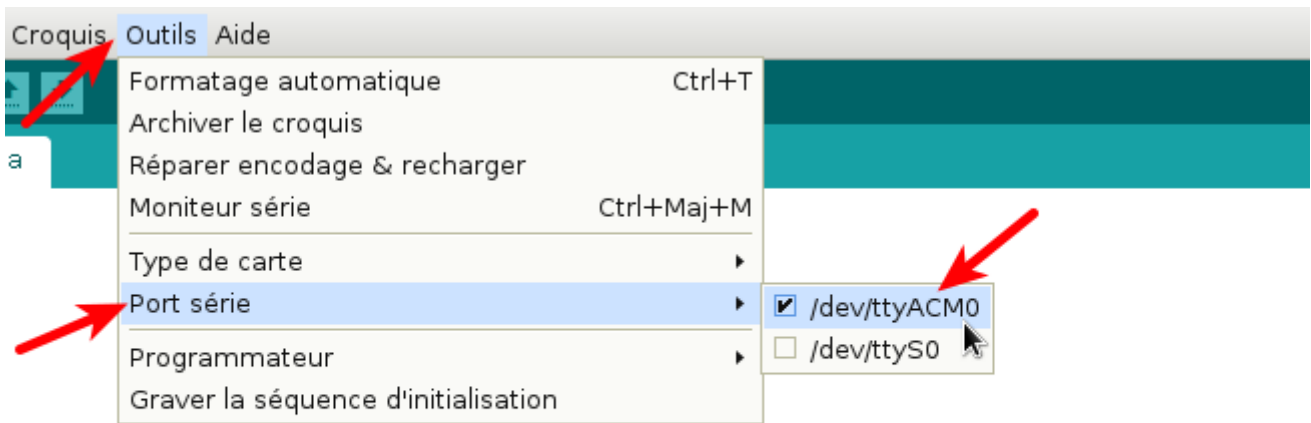 Croquis Outils Aide
a
Formatage automatique Ctrl+T
Archiver le croquis
Réparer encodage & recharger
Moniteur série Ctrl+Maj+M
Type de carte
Port série
/dev/ttyACM0
/dev/ttyS0
Programmateur
Graver la séquence d'initialisation